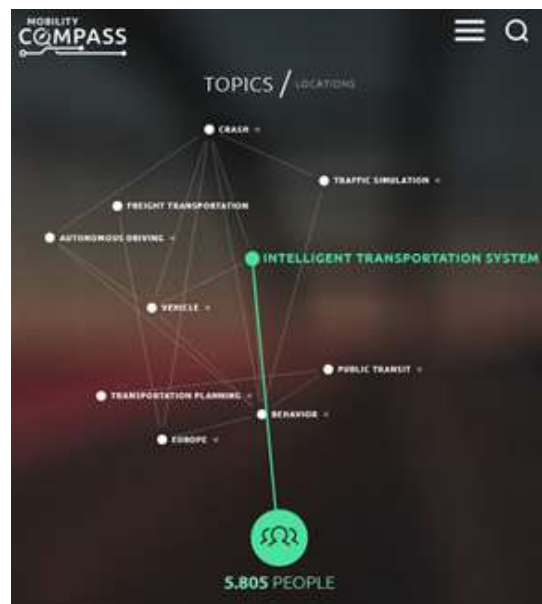 MOBILITY
COMPASS
TOPICS / LOCATIONS
CRASH
TRAFFIC SIMULATION
FREIGHT TRANSPORTATION
AUTONOMOUS DRIVING
INTELLIGENT TRANSPORTATION SYSTEM
VEHICLE
PUBLIC TRANSIT
TRANSPORTATION PLANNING
BEHAVIOR
EUROPE
5.805 PEOPLE